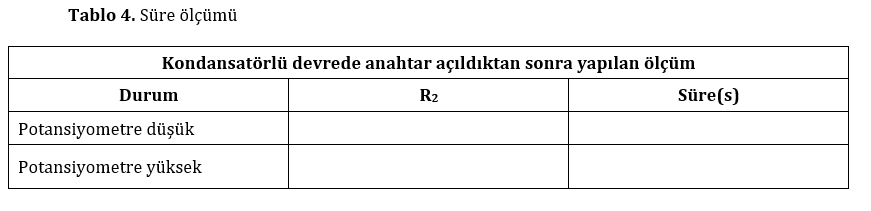 Tablo 4. Süre ölçümü
Kondansatörlü devrede anahtar açıldıktan sonra yapılan ölçüm
Durum R₂ Süre(s)
Potansiyometre düşük
Potansiyometre yüksek